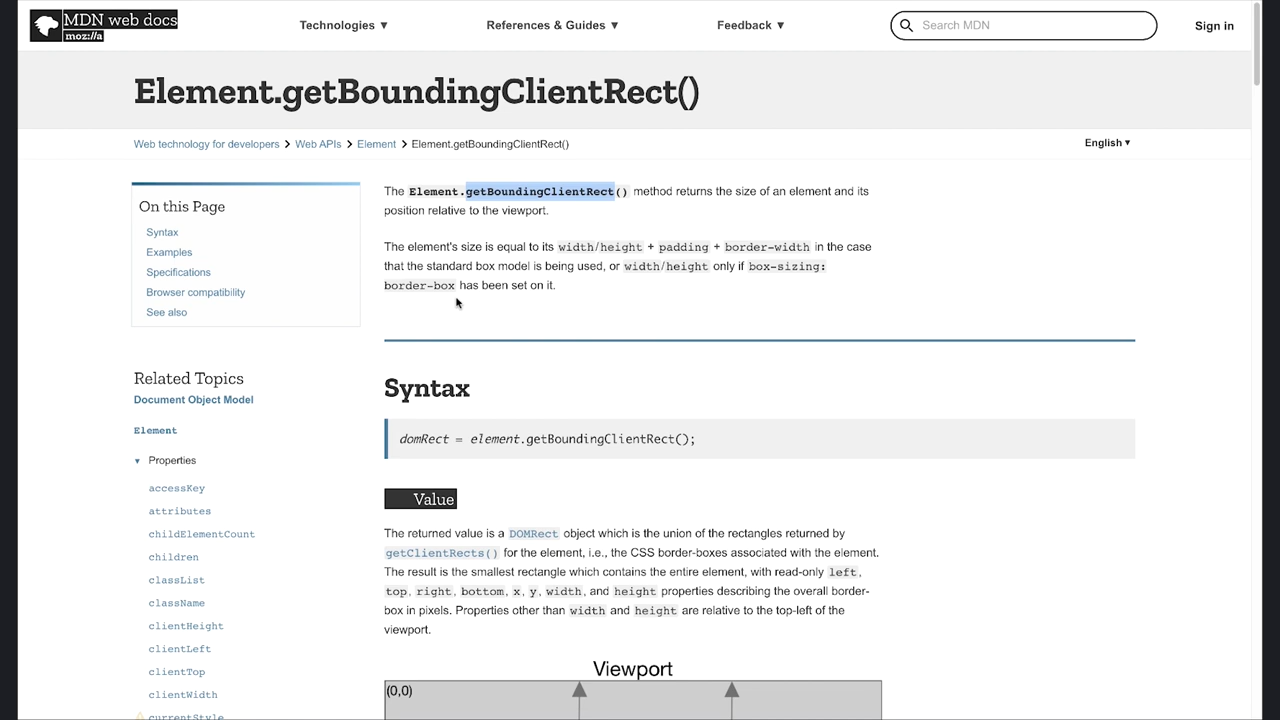 MDN web docs
moz://a
Technologies ▼
References & Guides ▼
Feedback ▼
Search MDN
Sign in
Element.getBoundingClientRect()
Web technology for developers > Web APIs > Element > Element.getBoundingClientRect()
English ▼
On this Page
Syntax
Examples
Specifications
Browser compatibility
See also
Related Topics
Document Object Model
Element
▼ Properties
accessKey
attributes
childElementCount
children
classList
className
clientHeight
clientLeft
clientTop
clientWidth
currentStyle
The Element.getBoundingClientRect() method returns the size of an element and its
position relative to the viewport.
The element's size is equal to its width/height + padding + border-width in the case
that the standard box model is being used, or width/height only if box-sizing:
border-box has been set on it.
Syntax
domRect = element.getBoundingClientRect();
Value
The returned value is a DOMRect object which is the union of the rectangles returned by
getClientRects() for the element, i.e., the CSS border-boxes associated with the element.
The result is the smallest rectangle which contains the entire element, with read-only left,
top, right, bottom, x, y, width, and height properties describing the overall border-
box in pixels. Properties other than width and height are relative to the top-left of the
viewport.
Viewport
(0,0)